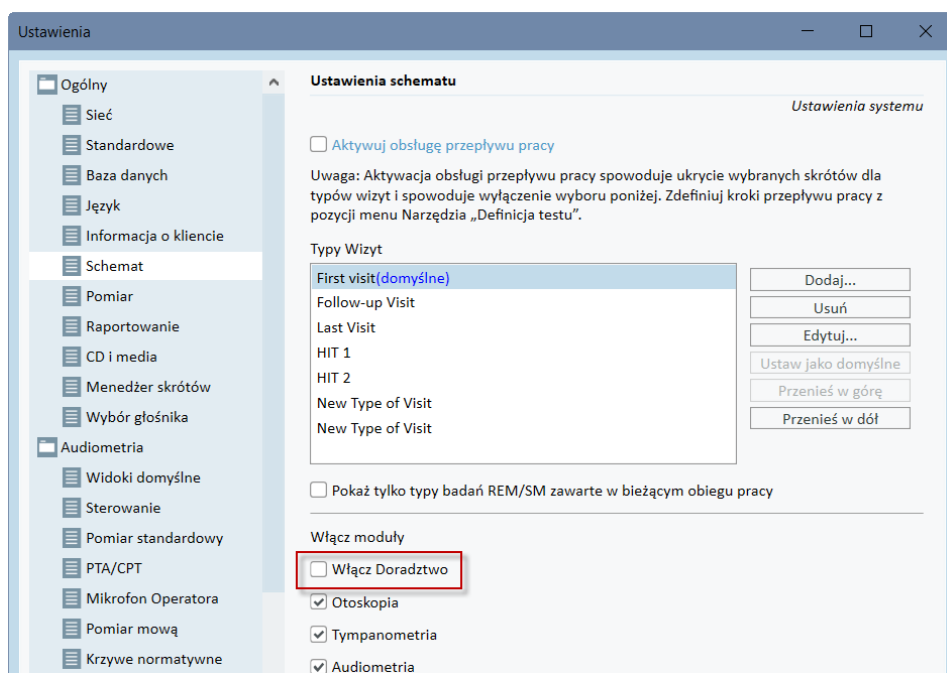 Ustawienia
Ogólny
Sieć
Standardowe
Baza danych
Język
Informacja o kliencie
Schemat
Pomiar
Raportowanie
CD i media
Menedżer skrótów
Wybór głośnika
Audiometria
Widoki domyślne
Sterowanie
Pomiar standardowy
PTA/CPT
Mikrofon Operatora
Pomiar mową
Krzywe normatywne
Ustawienia schematu
Ustawienia systemu
Aktywuj obsługę przepływu pracy
Uwaga: Aktywacja obsługi przepływu pracy spowoduje ukrycie wybranych skrótów dla
typów wizyt i spowoduje wyłączenie wyboru poniżej. Zdefiniuj kroki przepływu pracy z
pozycji menu Narzędzia „Definicja testu”.
Typy Wizyt
First visit(domyślne)
Follow-up Visit
Last Visit
HIT 1
HIT 2
New Type of Visit
New Type of Visit
Dodaj...
Usuń
Edytuj...
Ustaw jako domyślne
Przenieś w górę
Przenieś w dół
Pokaż tylko typy badań REM/SM zawarte w bieżącym obiegu pracy
Włącz moduły
Włącz Doradztwo
Otoskopia
Tympanometria
Audiometria